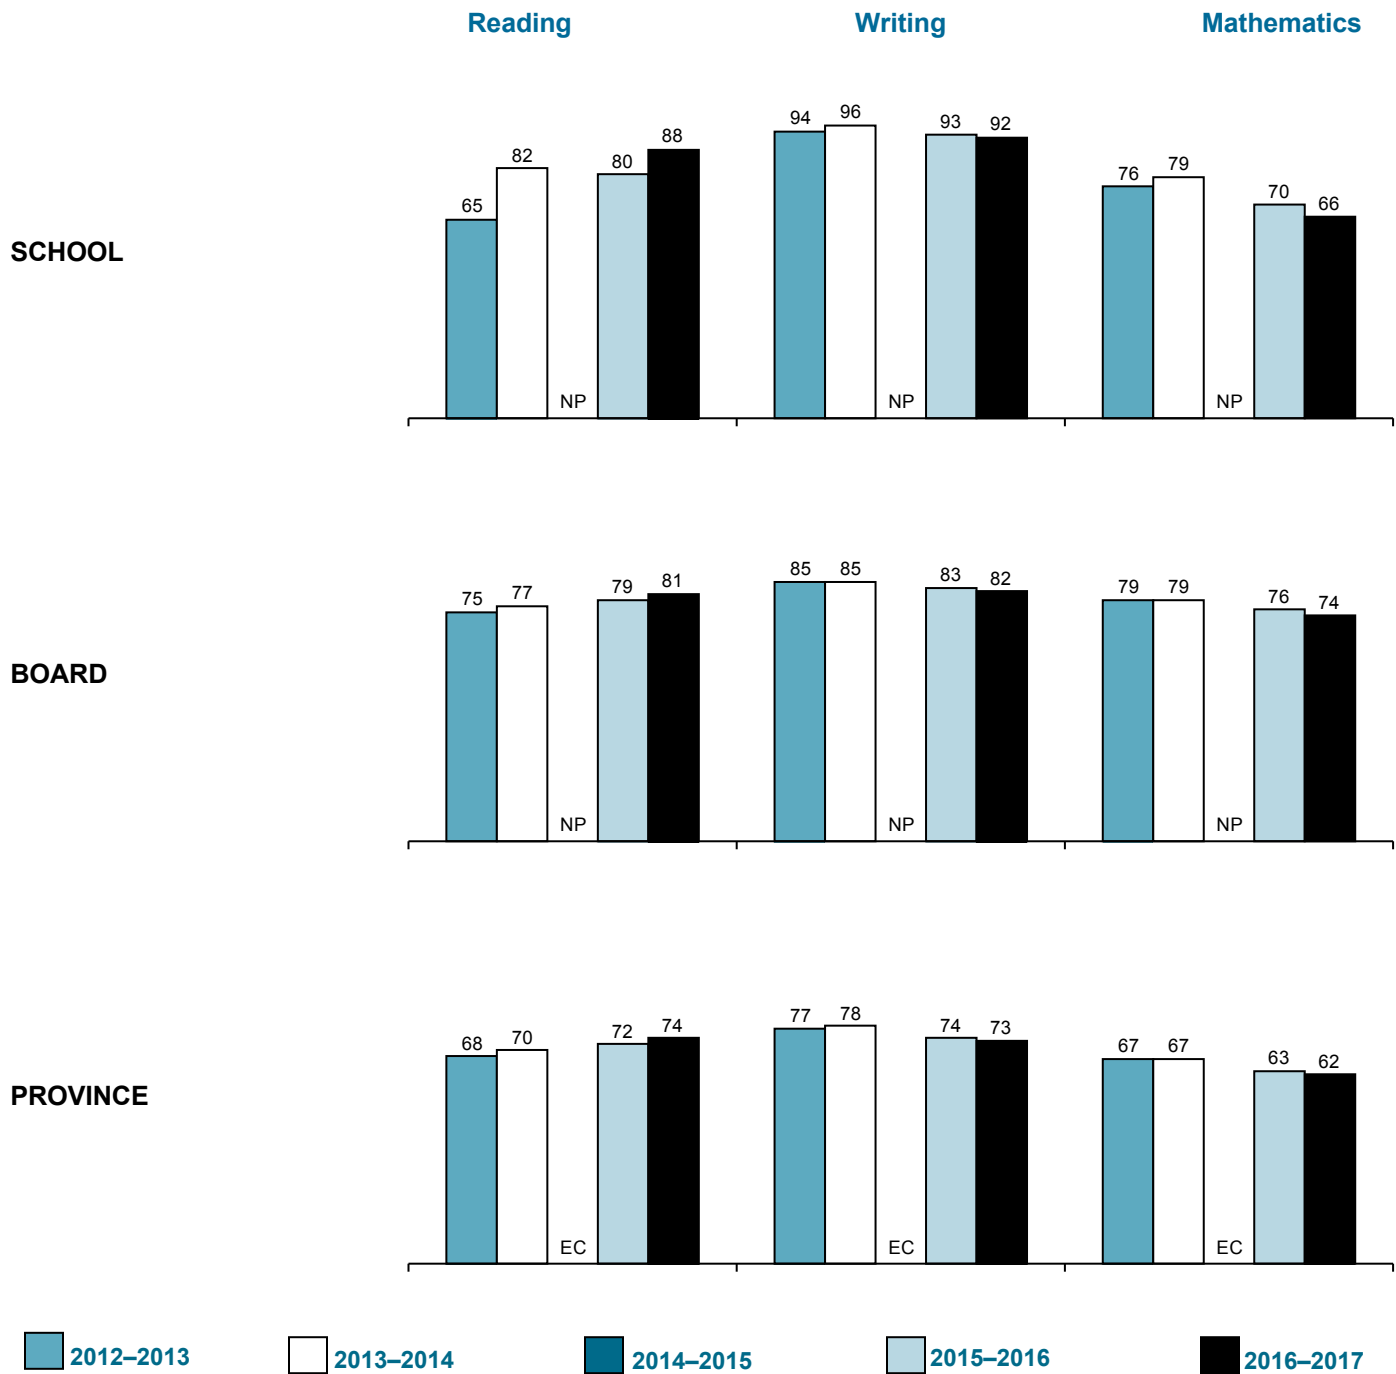 Reading Writing Mathematics
SCHOOL
65 82 NP 80 88 94 96 NP 93 92 76 79 NP 70 66
BOARD
75 77 NP 79 81 85 85 NP 83 82 79 79 NP 76 74
PROVINCE
68 70 EC 72 74 77 78 EC 74 73 67 67 EC 63 62
2012–2013 2013–2014 2014–2015 2015–2016 2016–2017